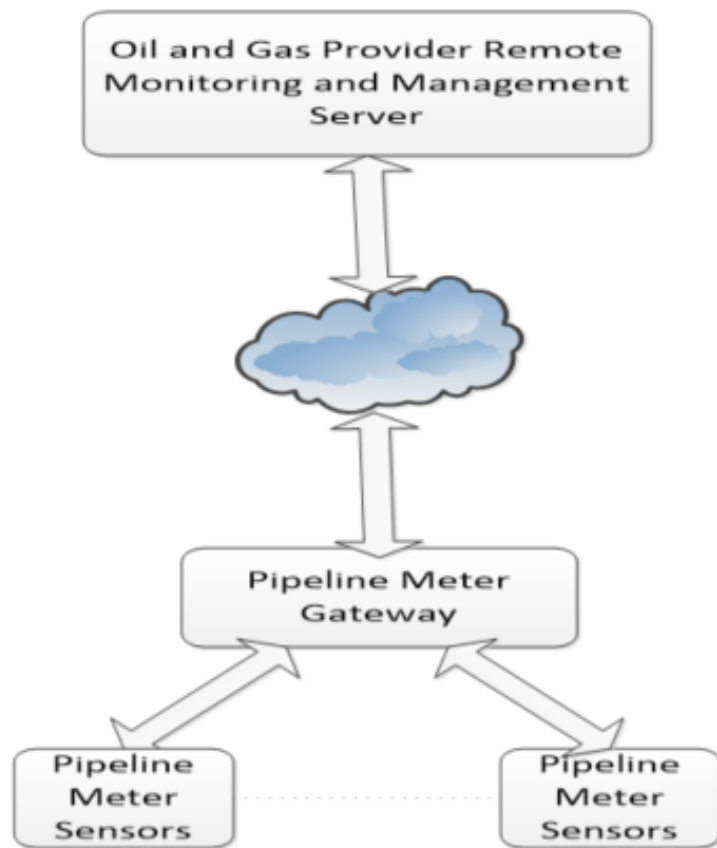 Oil and Gas Provider Remote
Monitoring and Management
Server
Pipeline Meter
Gateway
Pipeline
Meter
Sensors
Pipeline
Meter
Sensors